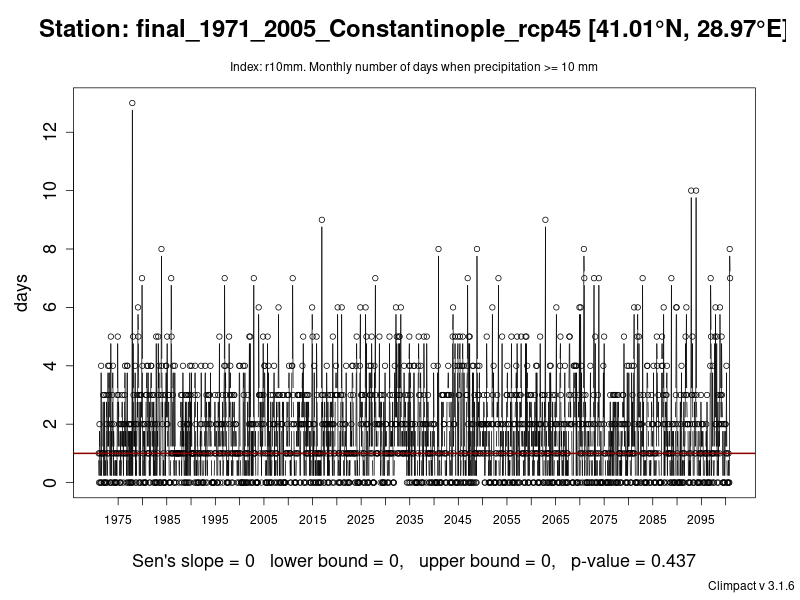 Station: final_1971_2005_Constantinople_rcp45 [41.01°N, 28.97°E]
Index: r10mm. Monthly number of days when precipitation >= 10 mm
12
10
8
6
4
2
0
days
1975 1985 1995 2005 2015 2025 2035 2045 2055 2065 2075 2085 2095
Sen's slope = 0 lower bound = 0, upper bound = 0, p-value = 0.437
Climpact v 3.1.6